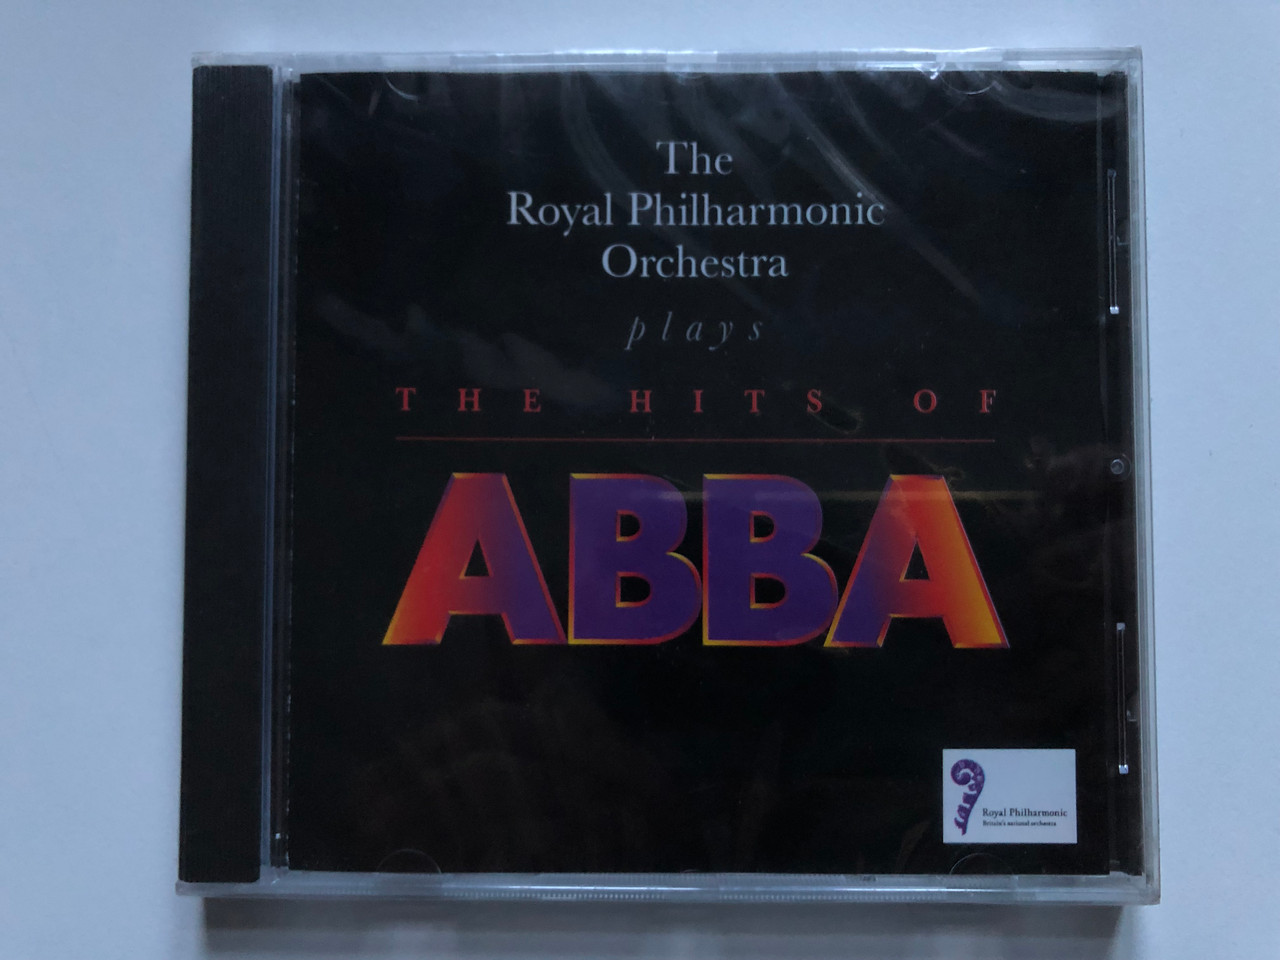 The
Royal Philharmonic
Orchestra
plays
THE HITS OF
ABBA
Royal Philharmonic
Britain's national orchestra